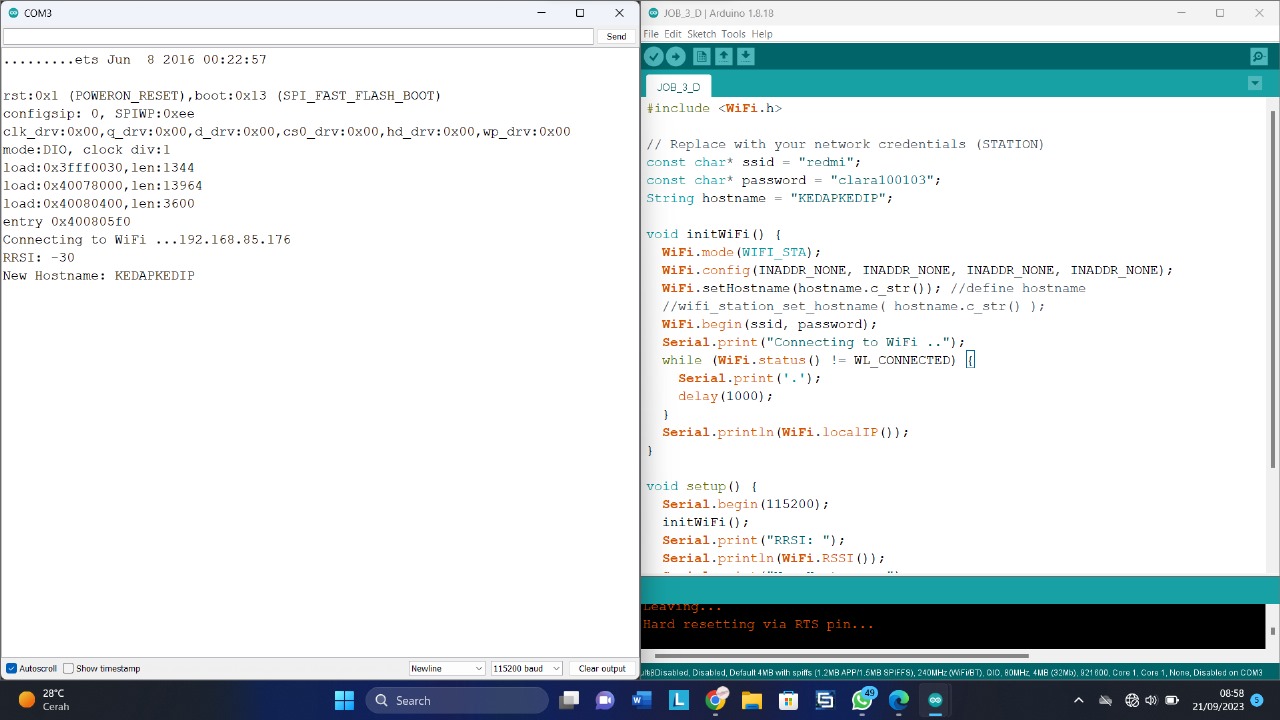 COM3
Send
........ets Jun  8 2016 00:22:57
rst:0x1 (POWERON_RESET),boot:0x13 (SPI_FAST_FLASH_BOOT)
configsip: 0, SPIWP:0xee
clk_drv:0x00,q_drv:0x00,d_drv:0x00,cs0_drv:0x00,hd_drv:0x00,wp_drv:0x00
mode:DIO, clock div:1
load:0x3fff0030,len:1344
load:0x40078000,len:13964
load:0x40080400,len:3600
entry 0x400805f0
Connecting to WiFi ...192.168.85.176
RRSI: -30
New Hostname: KEDAPKEDIP
Autoscroll Show timestamp Newline 115200 baud Clear output
JOB_3_D | Arduino 1.8.18
File Edit Sketch Tools Help
JOB_3_D
#include <WiFi.h>
// Replace with your network credentials (STATION)
const char* ssid = "redmi";
const char* password = "clara100103";
String hostname = "KEDAPKEDIP";
void initWiFi() {
WiFi.mode(WIFI_STA);
WiFi.config(INADDR_NONE, INADDR_NONE, INADDR_NONE, INADDR_NONE);
WiFi.setHostname(hostname.c_str()); //define hostname
//wifi_station_set_hostname( hostname.c_str() );
WiFi.begin(ssid, password);
Serial.print("Connecting to WiFi ..");
while (WiFi.status() != WL_CONNECTED) {
Serial.print('.');
delay(1000);
}
Serial.println(WiFi.localIP());
}
void setup() {
Serial.begin(115200);
initWiFi();
Serial.print("RRSI: ");
Serial.println(WiFi.RSSI());
Leaving...
Hard resetting via RTS pin...
Disabled, Disabled, Default 4MB with spiffs (1.2MB APP/1.5MB SPIFFS), 240MHz (WiFi/BT), QIO, 80MHz, 4MB (32Mb), 921600, Core 1, Core 1, None, Disabled on COM3
28°C
Cerah
Search
49
08:58
21/09/2023
5